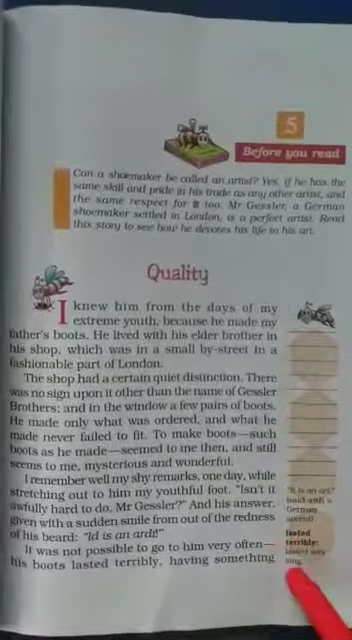 5
Before you read
Can a shoemaker be called an artist? Yes, if he has the
same skill and pride in his trade as any other artist, and
the same respect for it too. Mr Gessler, a German
shoemaker settled in London, is a perfect artist. Read
this story to see how he devotes his life to his art.
Quality
I knew him from the days of my
extreme youth, because he made my
father's boots. He lived with his elder brother in
his shop, which was in a small by-street in a
fashionable part of London.
The shop had a certain quiet distinction. There
was no sign upon it other than the name of Gessler
Brothers; and in the window a few pairs of boots.
He made only what was ordered, and what he
made never failed to fit. To make boots—such
boots as he made—seemed to me then, and still
seems to me, mysterious and wonderful.
I remember well my shy remarks, one day, while
stretching out to him my youthful foot. "Isn't it
awfully hard to do, Mr Gessler?" And his answer,
given with a sudden smile from out of the redness
of his beard: "Id is an ardt!"
It was not possible to go to him very often—
his boots lasted terribly, having something
"It is an art"
(said with a
German
accent)
lasted
terribly:
lasted very
long